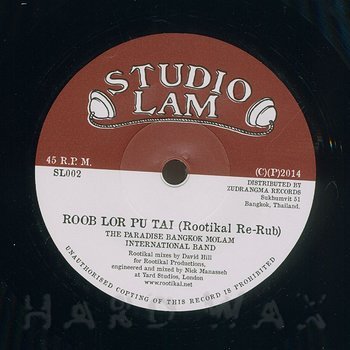 STUDIO
LAM
45 R.P.M.
SL002
(C)(P)2014
DISTRIBUTED BY
ZUDRANGMA RECORDS
Sukhumvit 51
Bangkok, Thailand.
ROOB LOR PU TAI (Rootikal Re-Rub)
THE PARADISE BANGKOK MOLAM
INTERNATIONAL BAND
Rootikal mixes by David Hill
for Rootikal Productions,
engineered and mixed by Nick Manasseh
at Yard Studios, London
www.rootikal.net
UNAUTHORISED COPYING OF THIS RECORD IS PROHIBITED
HARD WAX